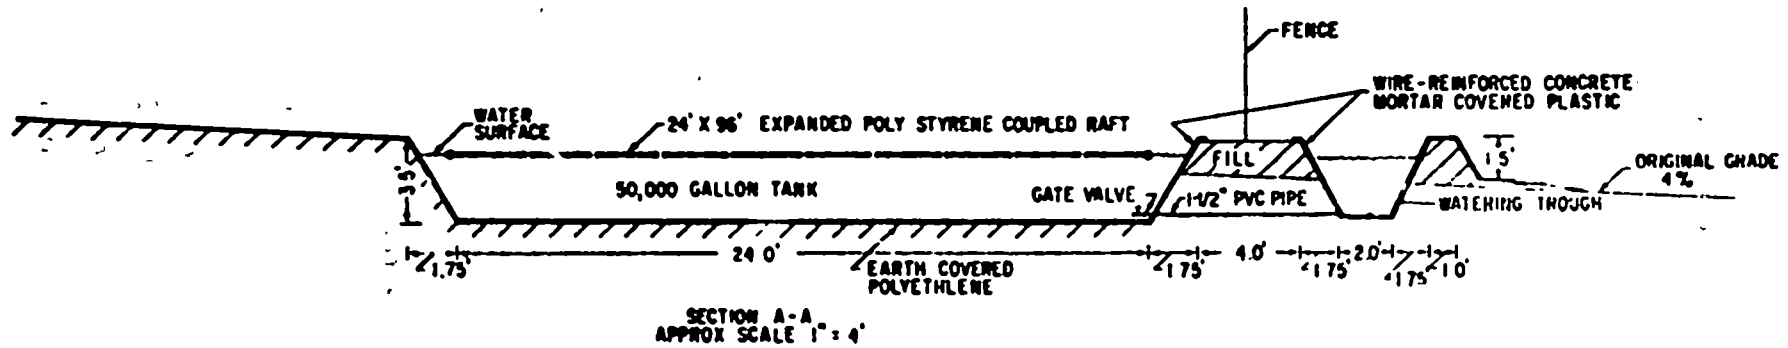 FENCE
WIRE-REINFORCED CONCRETE
MORTAR COVERED PLASTIC
WATER
SURFACE
24' X 96' EXPANDED POLY STYRENE COUPLED RAFT
FILL
1.5'
ORIGINAL GRADE
4%
3.5'
50,000 GALLON TANK
GATE VALVE
1-1/2" PVC PIPE
WATERING TROUGH
1.75'
24.0'
1.75'
4.0'
1.75'
2.0'
1.75'
1.0'
EARTH COVERED
POLYETHLENE
SECTION A-A
APPROX SCALE 1" = 4'